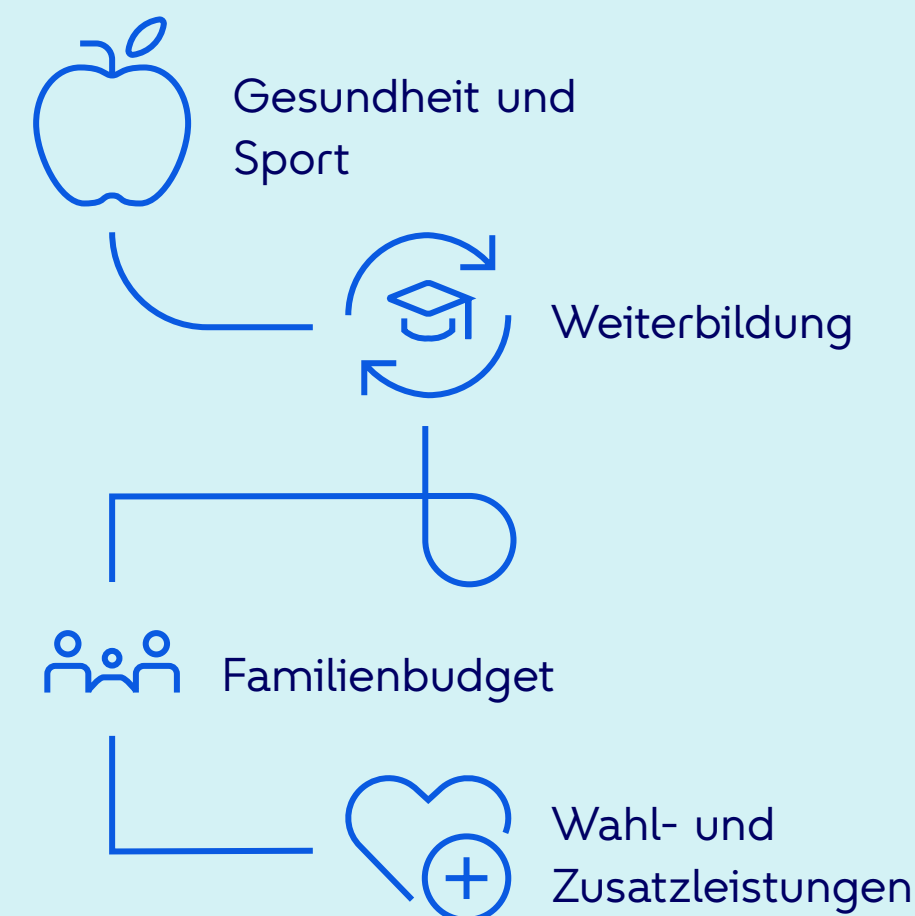 Gesundheit und
Sport
Weiterbildung
Familienbudget
Wahl- und
Zusatzleistungen